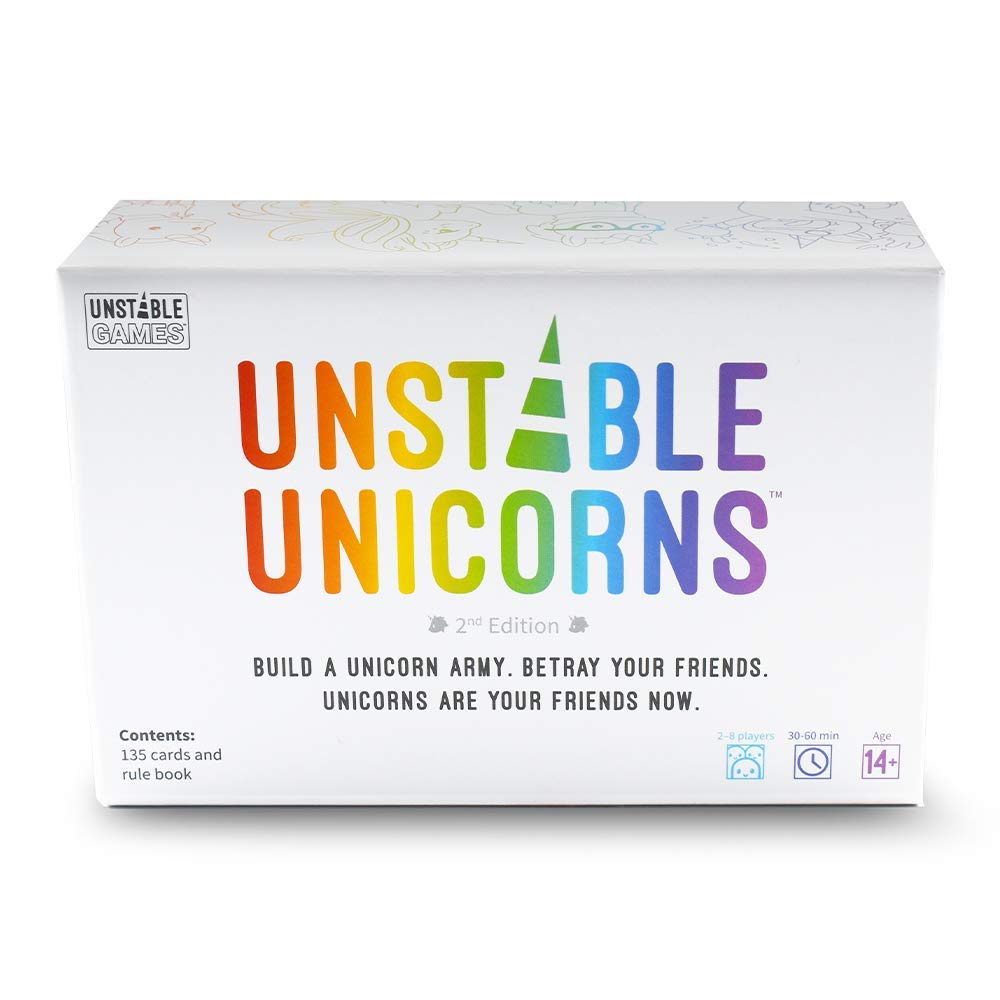 UNSTABLE
GAMES™
UNSTABLE
UNICORNS™
2nd Edition
BUILD A UNICORN ARMY. BETRAY YOUR FRIENDS.
UNICORNS ARE YOUR FRIENDS NOW.
Contents:
135 cards and
rule book
2-8 players
30-60 min
Age
14+